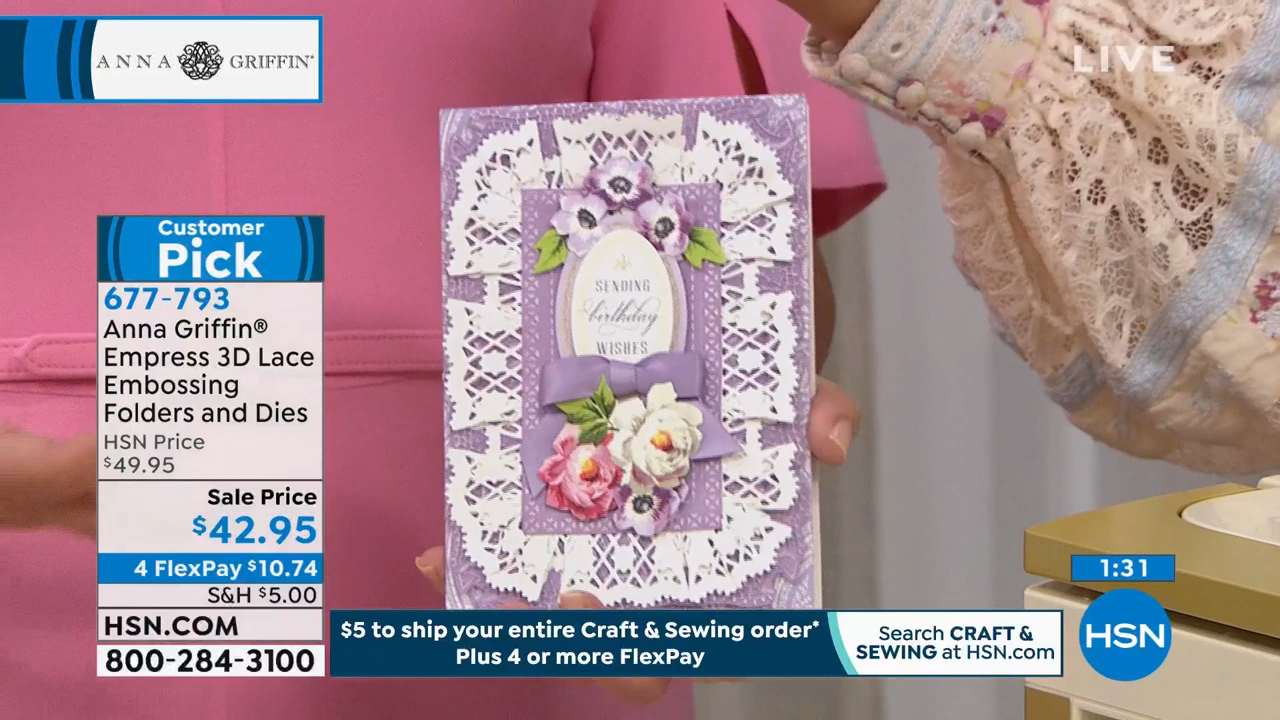 ANNA GRIFFIN®
LIVE
Customer
Pick
677-793
Anna Griffin®
Empress 3D Lace
Embossing
Folders and Dies
HSN Price
$49.95
Sale Price
$42.95
4 FlexPay $10.74
S&H $5.00
HSN.COM
800-284-3100
SENDING
birthday
WISHES
1:31
$5 to ship your entire Craft & Sewing order*
Plus 4 or more FlexPay
Search CRAFT &
SEWING at HSN.com
HSN